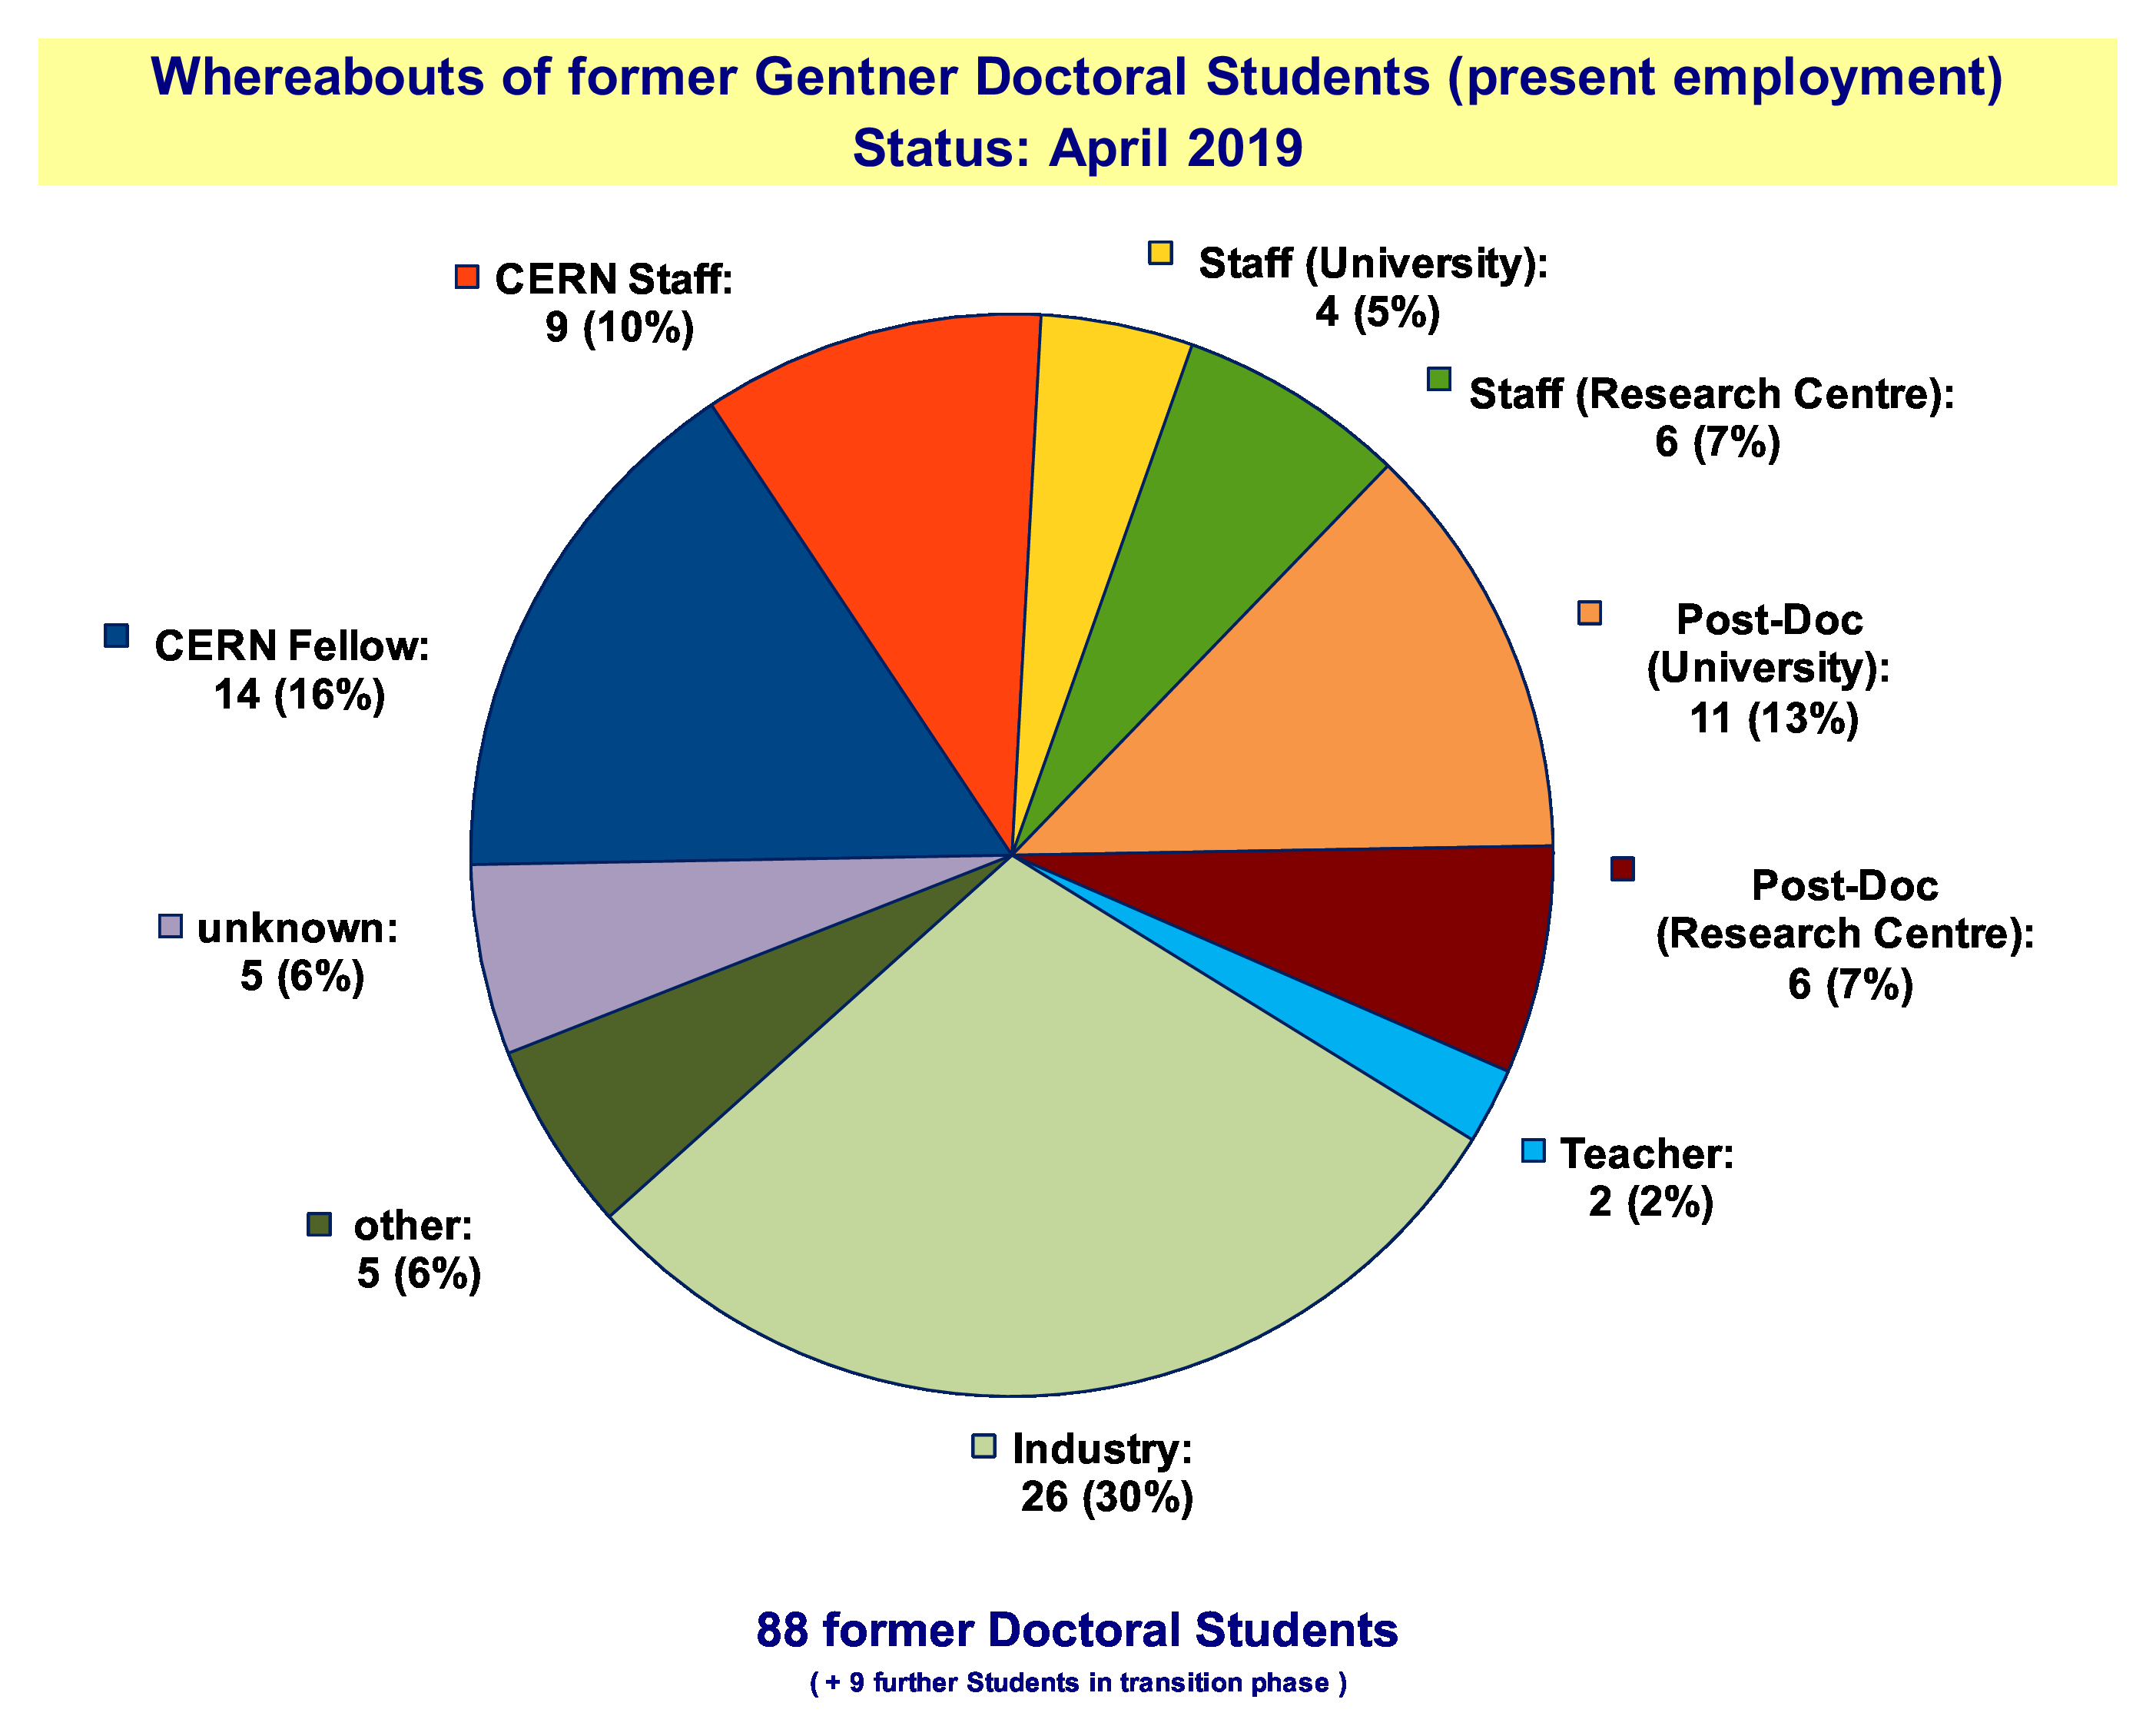 Whereabouts of former Gentner Doctoral Students (present employment)
Status: April 2019
CERN Staff:
9 (10%)
Staff (University):
4 (5%)
Staff (Research Centre):
6 (7%)
Post-Doc
(University):
11 (13%)
CERN Fellow:
14 (16%)
Post-Doc
(Research Centre):
6 (7%)
unknown:
5 (6%)
Teacher:
2 (2%)
other:
5 (6%)
Industry:
26 (30%)
88 former Doctoral Students
( + 9 further Students in transition phase )